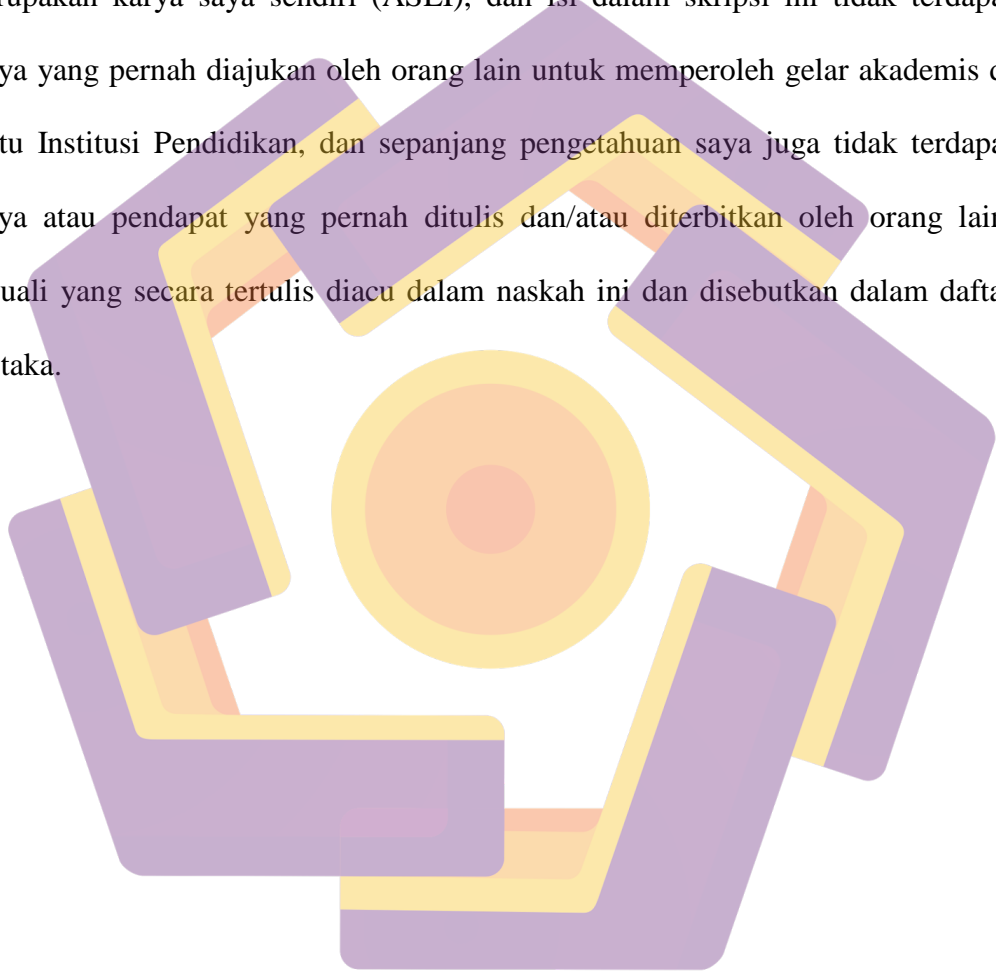 rupakan karya saya sendiri (ASLI), dan isi dalam skripsi ini tidak terdapa
ya yang pernah diajukan oleh orang lain untuk memperoleh gelar akademis d
tu Institusi Pendidikan, dan sepanjang pengetahuan saya juga tidak terdapa
ya atau pendapat yang pernah ditulis dan/atau diterbitkan oleh orang lain
uali yang secara tertulis diacu dalam naskah ini dan disebutkan dalam dafta
taka.